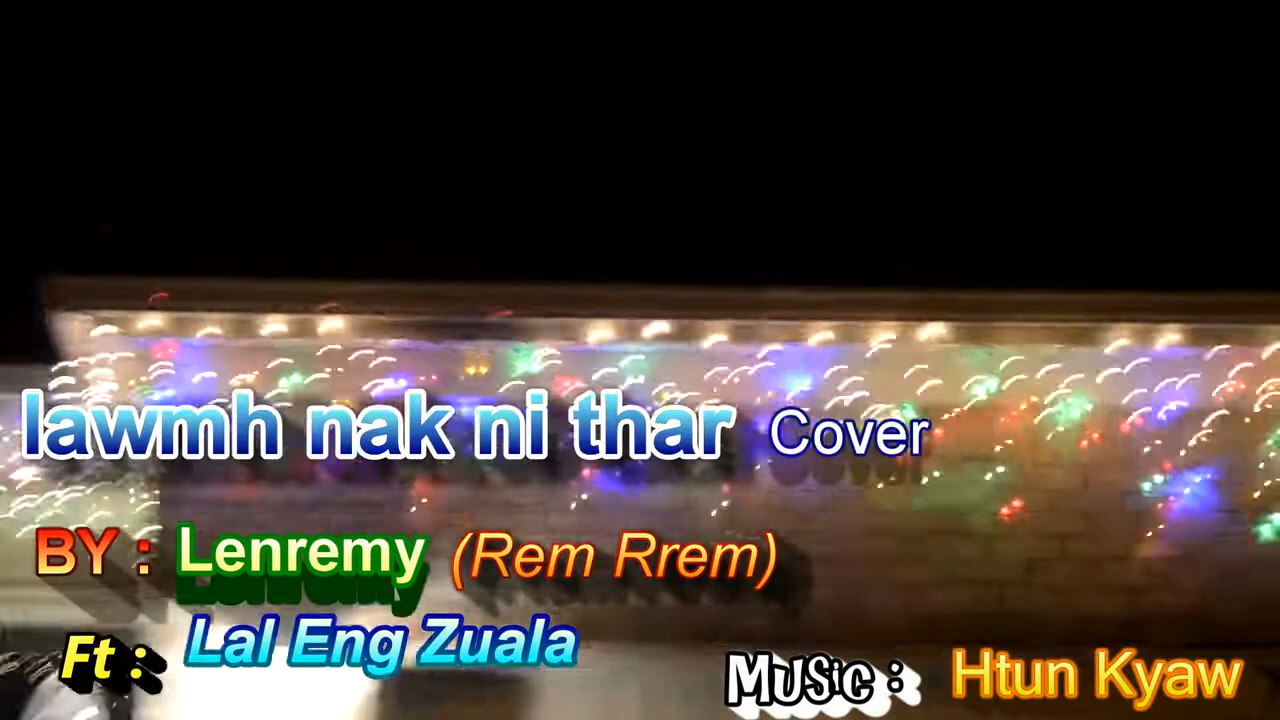 lawmh nak ni thar Cover
BY : Lenremy (Rem Rrem)
Ft : Lal Eng Zuala
Music : Htun Kyaw